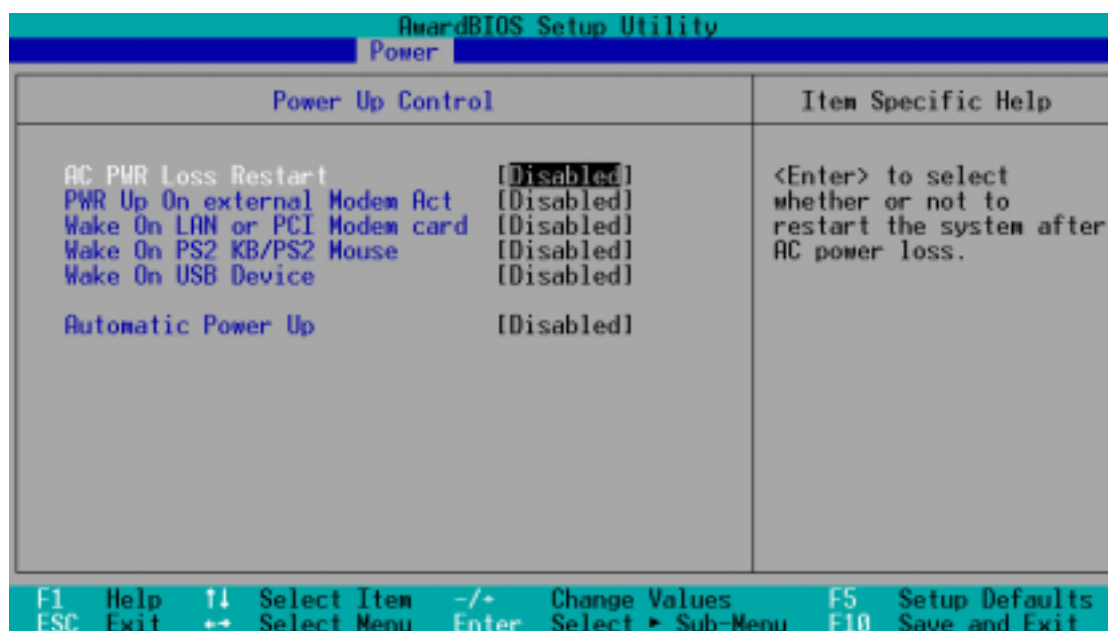 AwardBIOS Setup Utility
Power
Power Up Control
Item Specific Help
AC PWR Loss Restart [Disabled]
PWR Up On external Modem Act [Disabled]
Wake On LAN or PCI Modem card [Disabled]
Wake On PS2 KB/PS2 Mouse [Disabled]
Wake On USB Device [Disabled]
Automatic Power Up [Disabled]
<Enter> to select
whether or not to
restart the system after
AC power loss.
F1 Help ↑↓ Select Item -/+ Change Values F5 Setup Defaults
ESC Exit ←→ Select Menu Enter Select ► Sub-Menu F10 Save and Exit